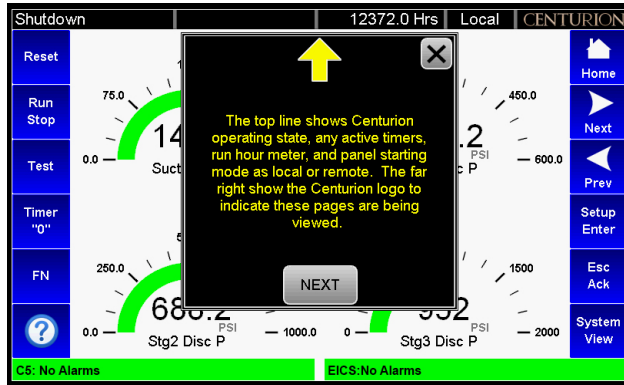 Shutdown 12372.0 Hrs Local CENTURION
Reset
Run
Stop
Test
Timer
"0"
FN
?
75.0
0.0
14
Suct
The top line shows Centurion
operating state, any active timers,
run hour meter, and panel starting
mode as local or remote. The far
right show the Centurion logo to
indicate these pages are being
viewed.
NEXT
450.0
.2
PSI
600.0
250.0
0.0
PSI
1000.0
Stg2 Disc P
1500
0
PSI
2000
Stg3 Disc P
Home
Next
Prev
Setup
Enter
Esc
Ack
System
View
C5: No Alarms
EICS:No Alarms